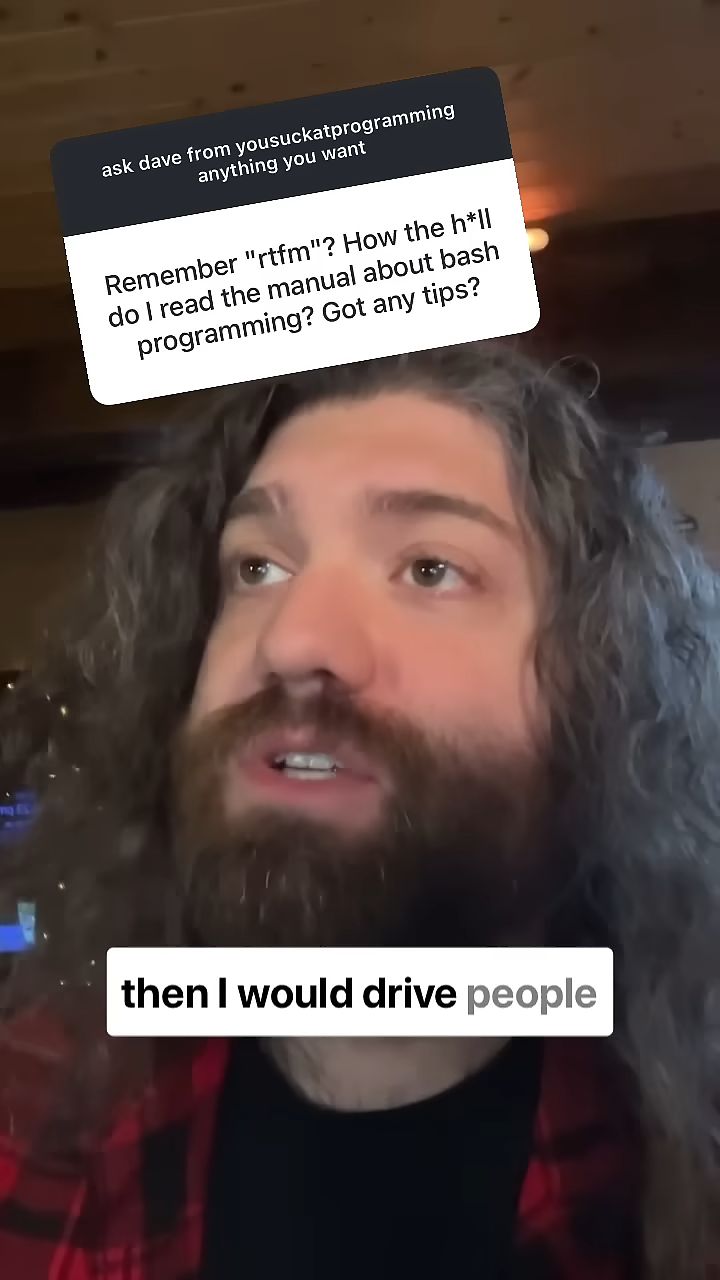 ask dave from yousuckatprogramming
anything you want
Remember "rtfm"? How the h*ll
do I read the manual about bash
programming? Got any tips?
then I would drive people